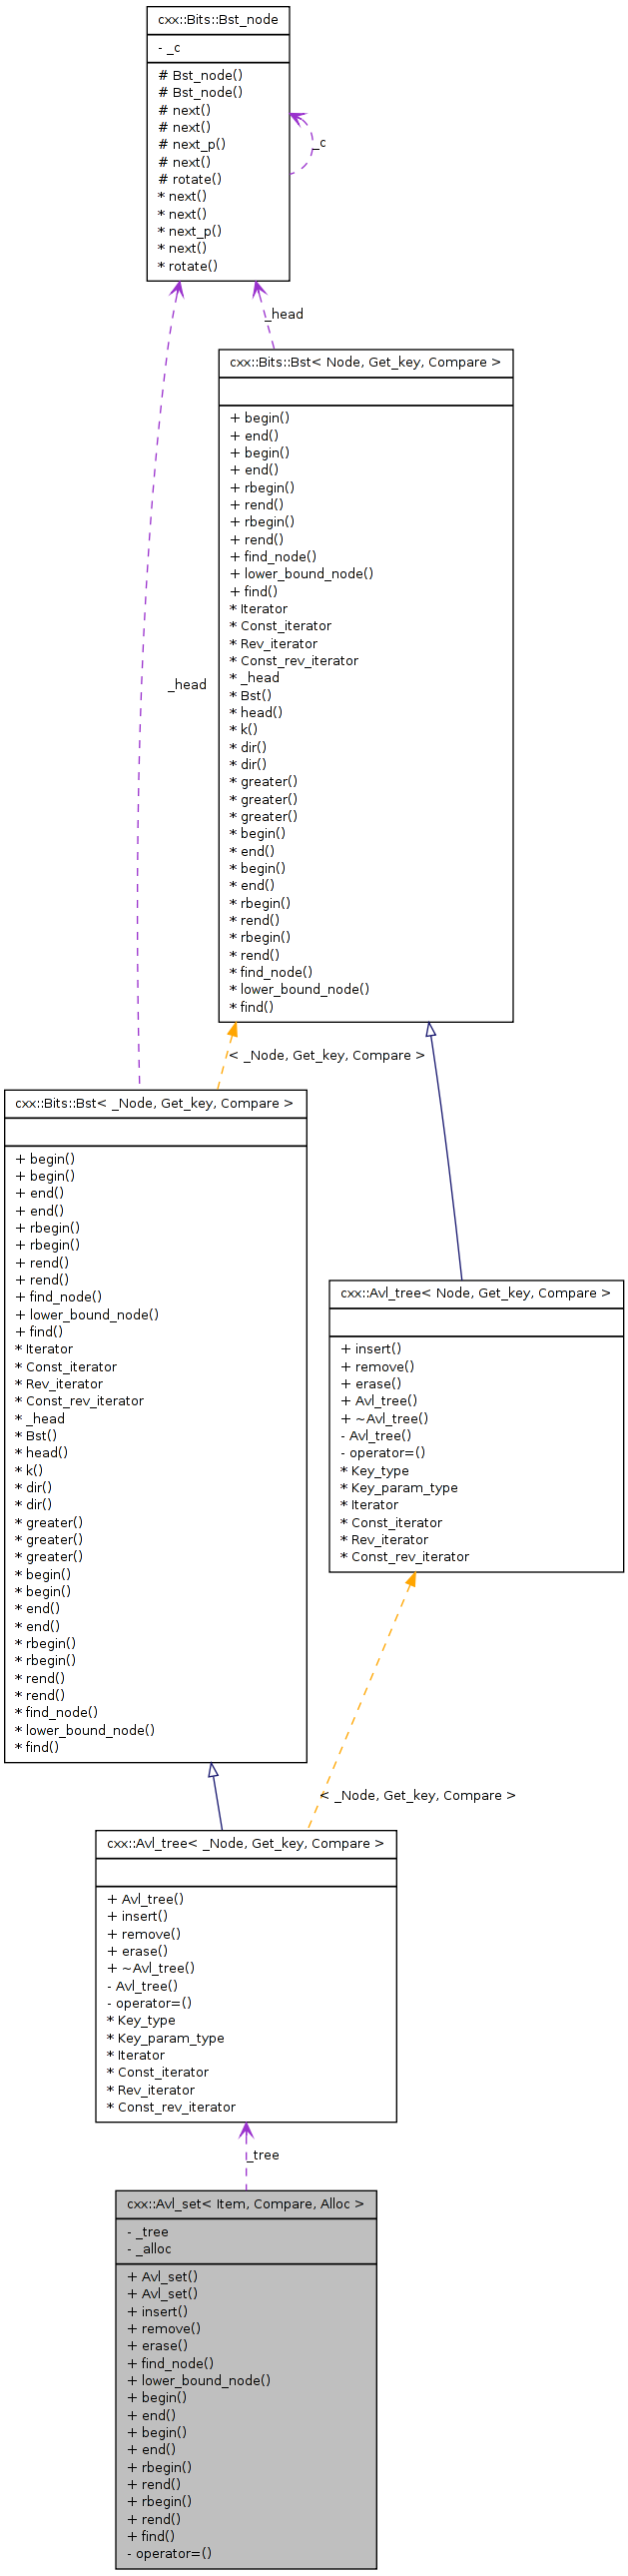 cxx::Bits::Bst_node
- _c
# Bst_node()
# Bst_node()
# next()
# next()
# next_p()
# next()
# rotate()
* next()
* next()
* next_p()
* next()
* rotate()
_c
_head
cxx::Bits::Bst< Node, Get_key, Compare >
+ begin()
+ end()
+ begin()
+ end()
+ rbegin()
+ rend()
+ rbegin()
+ rend()
+ find_node()
+ lower_bound_node()
+ find()
* Iterator
* Const_iterator
* Rev_iterator
* Const_rev_iterator
* _head
* Bst()
* head()
* k()
* dir()
* dir()
* greater()
* greater()
* greater()
* begin()
* end()
* begin()
* end()
* rbegin()
* rend()
* rbegin()
* rend()
* find_node()
* lower_bound_node()
* find()
_head
< _Node, Get_key, Compare >
cxx::Bits::Bst< _Node, Get_key, Compare >
+ begin()
+ begin()
+ end()
+ end()
+ rbegin()
+ rbegin()
+ rend()
+ rend()
+ find_node()
+ lower_bound_node()
+ find()
* Iterator
* Const_iterator
* Rev_iterator
* Const_rev_iterator
* _head
* Bst()
* head()
* k()
* dir()
* dir()
* greater()
* greater()
* greater()
* begin()
* begin()
* end()
* end()
* rbegin()
* rbegin()
* rend()
* rend()
* find_node()
* lower_bound_node()
* find()
cxx::Avl_tree< Node, Get_key, Compare >
+ insert()
+ remove()
+ erase()
+ Avl_tree()
+ ~Avl_tree()
- Avl_tree()
- operator=()
* Key_type
* Key_param_type
* Iterator
* Const_iterator
* Rev_iterator
* Const_rev_iterator
< _Node, Get_key, Compare >
cxx::Avl_tree< _Node, Get_key, Compare >
+ Avl_tree()
+ insert()
+ remove()
+ erase()
+ ~Avl_tree()
- Avl_tree()
- operator=()
* Key_type
* Key_param_type
* Iterator
* Const_iterator
* Rev_iterator
* Const_rev_iterator
_tree
cxx::Avl_set< Item, Compare, Alloc >
- _tree
- _alloc
+ Avl_set()
+ Avl_set()
+ insert()
+ remove()
+ erase()
+ find_node()
+ lower_bound_node()
+ begin()
+ end()
+ begin()
+ end()
+ rbegin()
+ rend()
+ rbegin()
+ rend()
+ find()
- operator=()